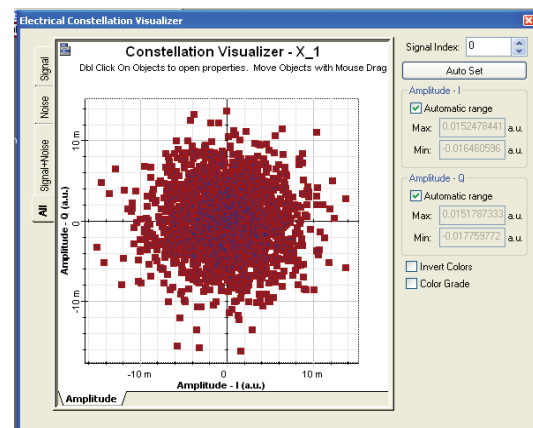 Electrical Constellation Visualizer
Constellation Visualizer - X_1
Dbl Click On Objects to open properties. Move Objects with Mouse Drag
Signal
Noise
Signal+Noise
All
Amplitude - Q (a.u.)
10 m
0
-10 m
-10 m
0
10 m
Amplitude - I (a.u.)
Amplitude
Signal Index: 0
Auto Set
Amplitude - I
Automatic range
Max: 0.0152478441 a.u.
Min: -0.016460596 a.u.
Amplitude - Q
Automatic range
Max: 0.0151787333 a.u.
Min: -0.017759772 a.u.
Invert Colors
Color Grade